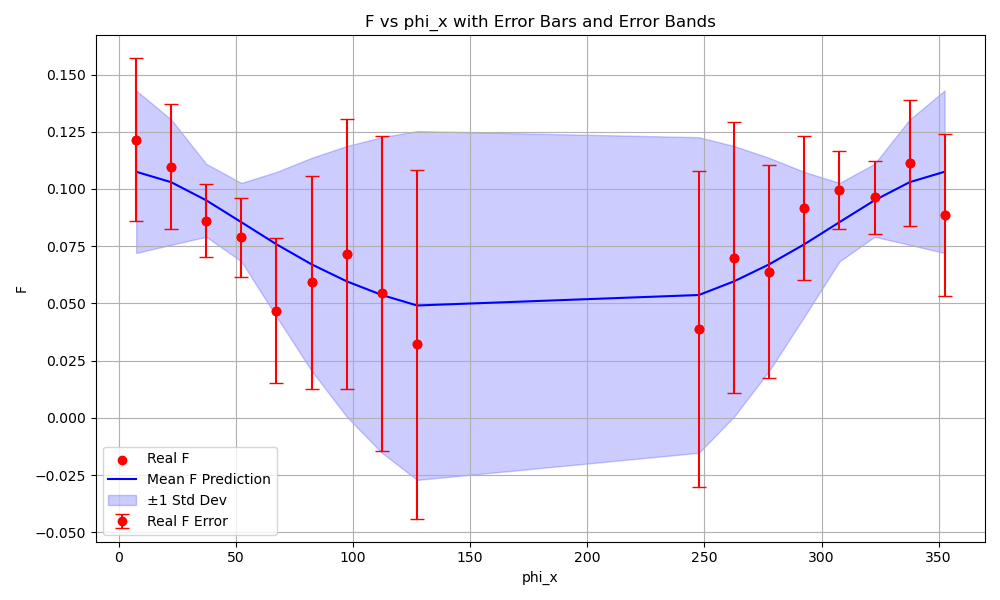 F vs phi_x with Error Bars and Error Bands
0.150
0.125
0.100
0.075
0.050
0.025
0.000
−0.025
−0.050
F
Real F
Mean F Prediction
±1 Std Dev
Real F Error
0 50 100 150 200 250 300 350
phi_x